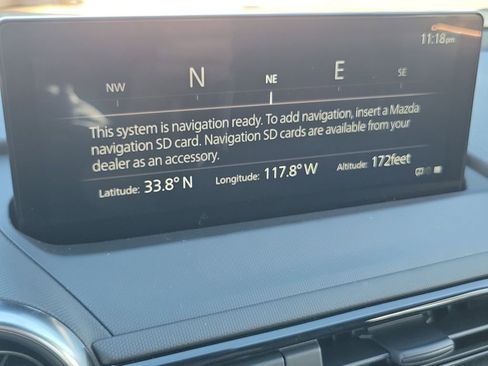 11:18pm
NW N NE E SE
This system is navigation ready. To add navigation, insert a Mazda
navigation SD card. Navigation SD cards are available from your
dealer as an accessory.
Latitude: 33.8° N Longitude: 117.8° W Altitude: 172feet